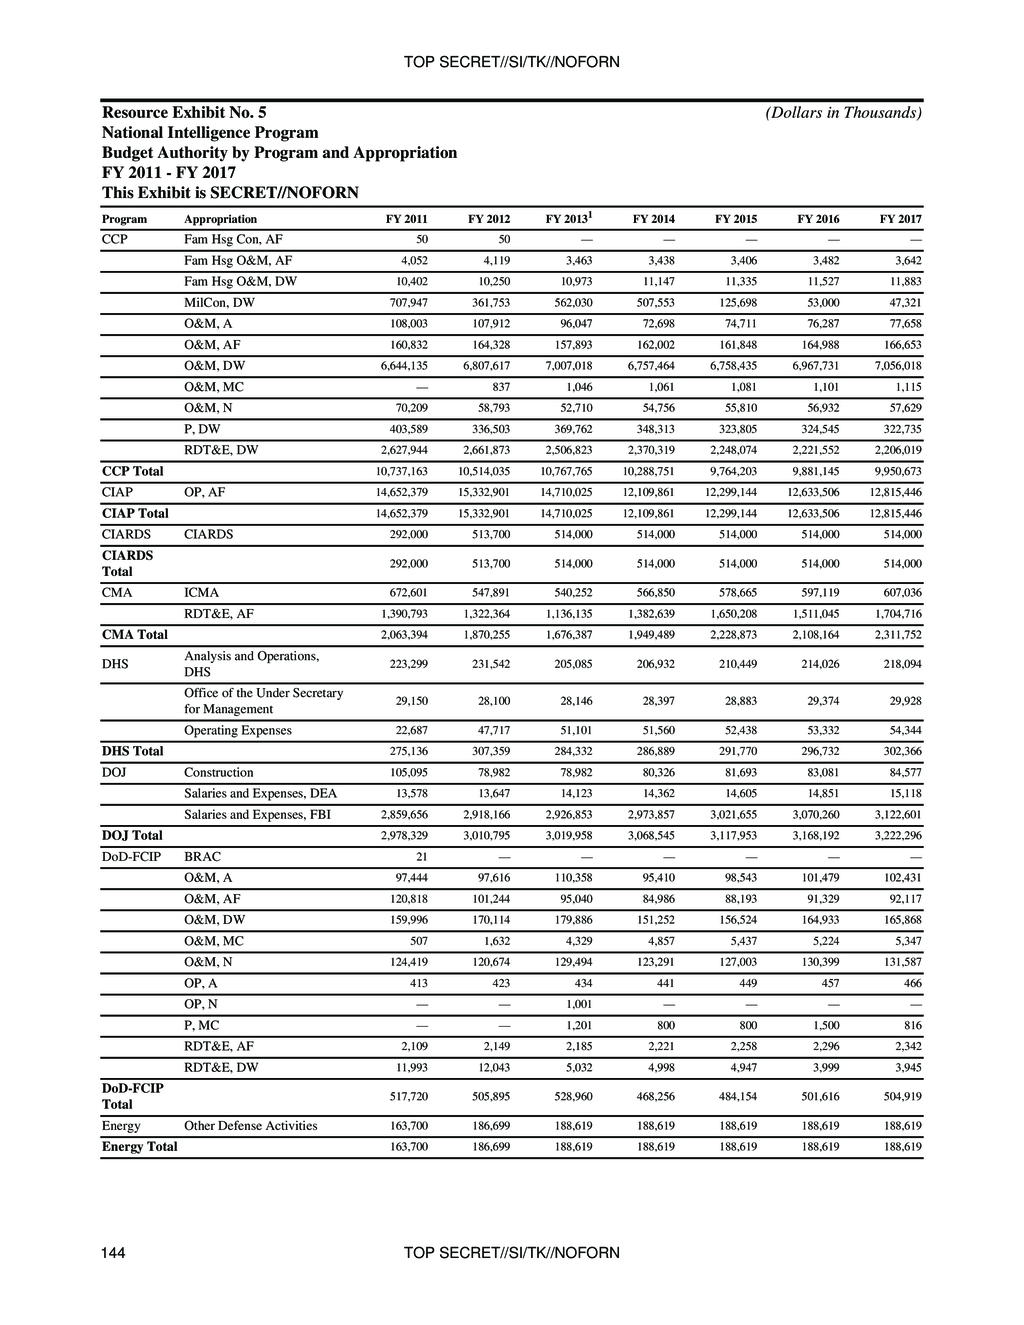 TOP SECRET//SI/TK//NOFORN
Resource Exhibit No. 5 (Dollars in Thousands)
National Intelligence Program
Budget Authority by Program and Appropriation
FY 2011 - FY 2017
This Exhibit is SECRET//NOFORN
Program Appropriation FY 2011 FY 2012 FY 2013¹ FY 2014 FY 2015 FY 2016 FY 2017
CCP Fam Hsg Con, AF 50 50 — — — — —
Fam Hsg O&M, AF 4,052 4,119 3,463 3,438 3,406 3,482 3,642
Fam Hsg O&M, DW 10,402 10,250 10,973 11,147 11,335 11,527 11,883
MilCon, DW 707,947 361,753 562,030 507,553 125,698 53,000 47,321
O&M, A 108,003 107,912 96,047 72,698 74,711 76,287 77,658
O&M, AF 160,832 164,328 157,893 162,002 161,848 164,988 166,653
O&M, DW 6,644,135 6,807,617 7,007,018 6,757,464 6,758,435 6,967,731 7,056,018
O&M, MC — 837 1,046 1,061 1,081 1,101 1,115
O&M, N 70,209 58,793 52,710 54,756 55,810 56,932 57,629
P, DW 403,589 336,503 369,762 348,313 323,805 324,545 322,735
RDT&E, DW 2,627,944 2,661,873 2,506,823 2,370,319 2,248,074 2,221,552 2,206,019
CCP Total 10,737,163 10,514,035 10,767,765 10,288,751 9,764,203 9,881,145 9,950,673
CIAP OP, AF 14,652,379 15,332,901 14,710,025 12,109,861 12,299,144 12,633,506 12,815,446
CIAP Total 14,652,379 15,332,901 14,710,025 12,109,861 12,299,144 12,633,506 12,815,446
CIARDS CIARDS 292,000 513,700 514,000 514,000 514,000 514,000 514,000
CIARDS
Total 292,000 513,700 514,000 514,000 514,000 514,000 514,000
CMA ICMA 672,601 547,891 540,252 566,850 578,665 597,119 607,036
RDT&E, AF 1,390,793 1,322,364 1,136,135 1,382,639 1,650,208 1,511,045 1,704,716
CMA Total 2,063,394 1,870,255 1,676,387 1,949,489 2,228,873 2,108,164 2,311,752
DHS Analysis and Operations,
DHS 223,299 231,542 205,085 206,932 210,449 214,026 218,094
Office of the Under Secretary
for Management 29,150 28,100 28,146 28,397 28,883 29,374 29,928
Operating Expenses 22,687 47,717 51,101 51,560 52,438 53,332 54,344
DHS Total 275,136 307,359 284,332 286,889 291,770 296,732 302,366
DOJ Construction 105,095 78,982 78,982 80,326 81,693 83,081 84,577
Salaries and Expenses, DEA 13,578 13,647 14,123 14,362 14,605 14,851 15,118
Salaries and Expenses, FBI 2,859,656 2,918,166 2,926,853 2,973,857 3,021,655 3,070,260 3,122,601
DOJ Total 2,978,329 3,010,795 3,019,958 3,068,545 3,117,953 3,168,192 3,222,296
DoD-FCIP BRAC 21 — — — — — —
O&M, A 97,444 97,616 110,358 95,410 98,543 101,479 102,431
O&M, AF 120,818 101,244 95,040 84,986 88,193 91,329 92,117
O&M, DW 159,996 170,114 179,886 151,252 156,524 164,933 165,868
O&M, MC 507 1,632 4,329 4,857 5,437 5,224 5,347
O&M, N 124,419 120,674 129,494 123,291 127,003 130,399 131,587
OP, A 413 423 434 441 449 457 466
OP, N — — 1,001 — — — —
P, MC — — 1,201 800 800 1,500 816
RDT&E, AF 2,109 2,149 2,185 2,221 2,258 2,296 2,342
RDT&E, DW 11,993 12,043 5,032 4,998 4,947 3,999 3,945
DoD-FCIP
Total 517,720 505,895 528,960 468,256 484,154 501,616 504,919
Energy Other Defense Activities 163,700 186,699 188,619 188,619 188,619 188,619 188,619
Energy Total 163,700 186,699 188,619 188,619 188,619 188,619 188,619
144 TOP SECRET//SI/TK//NOFORN